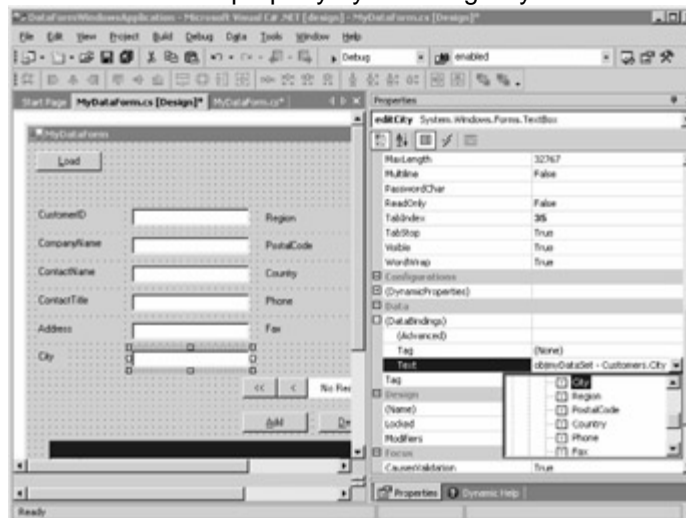 DataFormWindowsApplication - Microsoft Visual C# .NET [design] - MyDataForm.cs [Design]*
File Edit View Project Build Debug Data Tools Window Help
Debug enabled
Start Page MyDataForm.cs [Design]* MyDataForm.cs*
MyDataForm
Load
CustomerID Region
CompanyName PostalCode
ContactName Country
ContactTitle Phone
Address Fax
City
<< < No Rec
Add De
Properties
editCity System.Windows.Forms.TextBox
MaxLength 32767
Multiline False
PasswordChar
ReadOnly False
TabIndex 35
TabStop True
Visible True
WordWrap True
Configurations
(DynamicProperties)
Data
(DataBindings)
(Advanced)
Tag (None)
Text objmyDataSet - Customers.City
Tag
Design
(Name)
Locked
Modifiers
Focus
CausesValidation True
City
Region
PostalCode
Country
Phone
Fax
Properties Dynamic Help
Ready